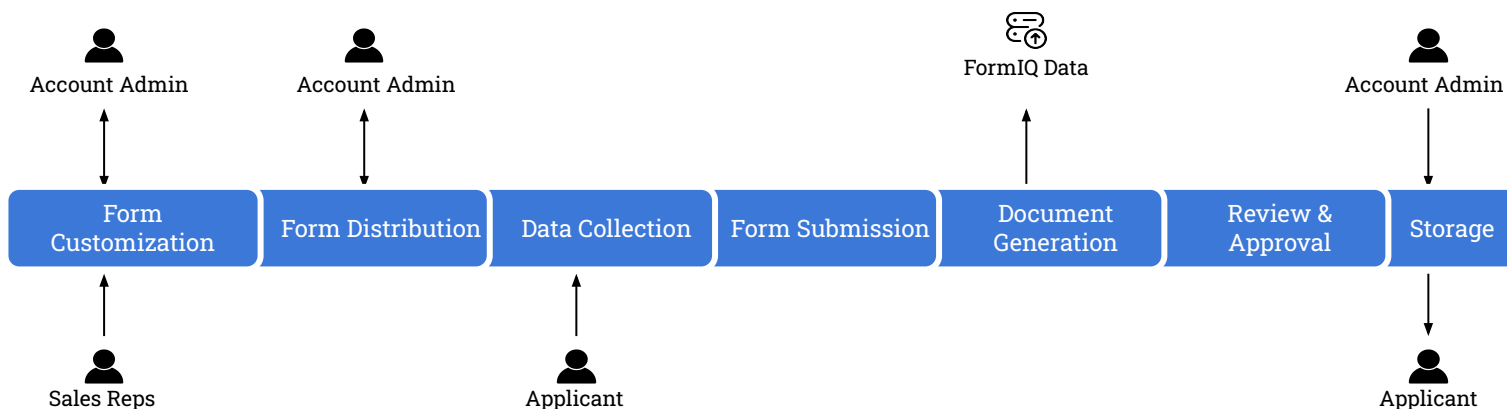 FormIQ Data
Account Admin
Account Admin
Account Admin
Form
Customization
Form Distribution
Data Collection
Form Submission
Document
Generation
Review &
Approval
Storage
Sales Reps
Applicant
Applicant